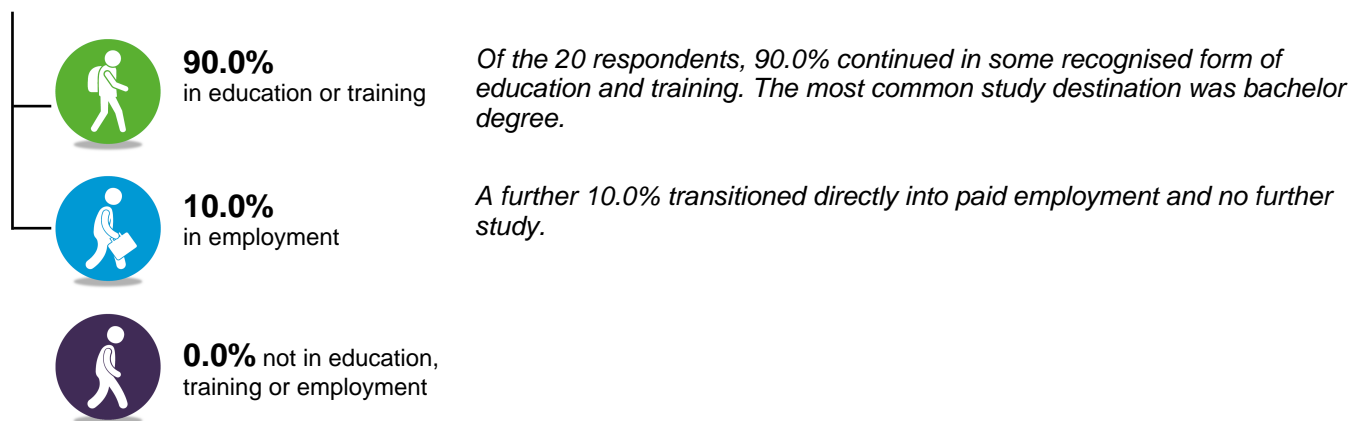 90.0%
in education or training
Of the 20 respondents, 90.0% continued in some recognised form of
education and training. The most common study destination was bachelor
degree.
10.0%
in employment
A further 10.0% transitioned directly into paid employment and no further
study.
0.0% not in education,
training or employment